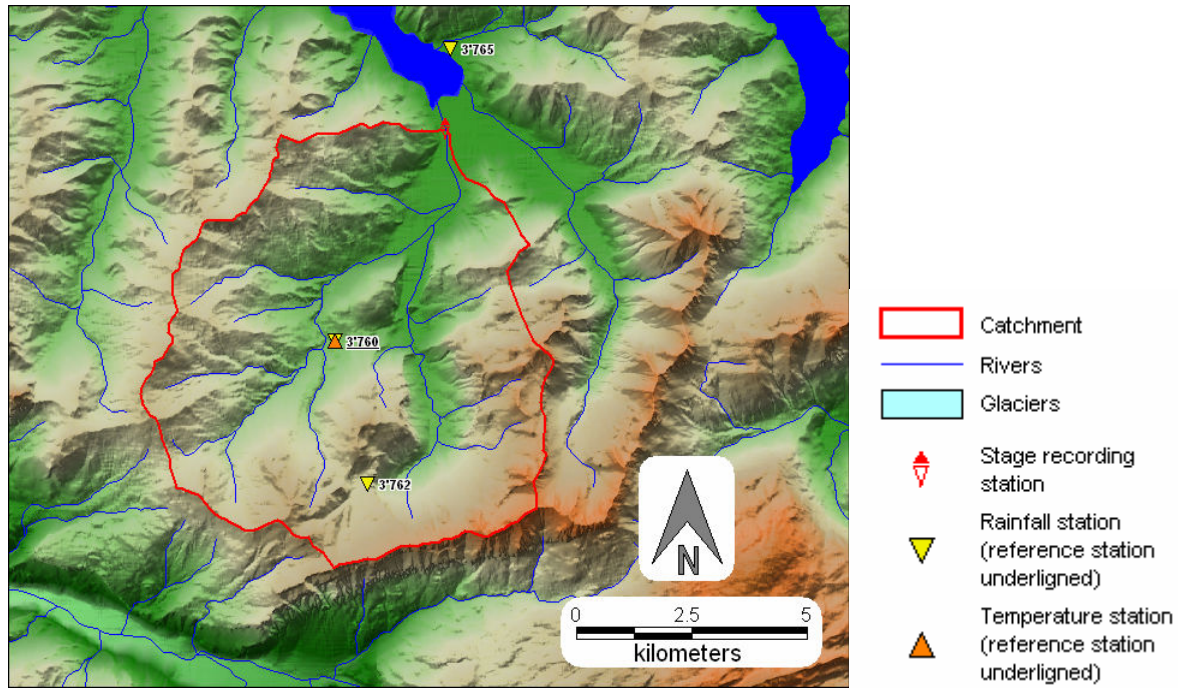 3'765
3'760
3'762
N
0 2.5 5
kilometers
Catchment
Rivers
Glaciers
Stage recording
station
Rainfall station
(reference station
underligned)
Temperature station
(reference station
underligned)